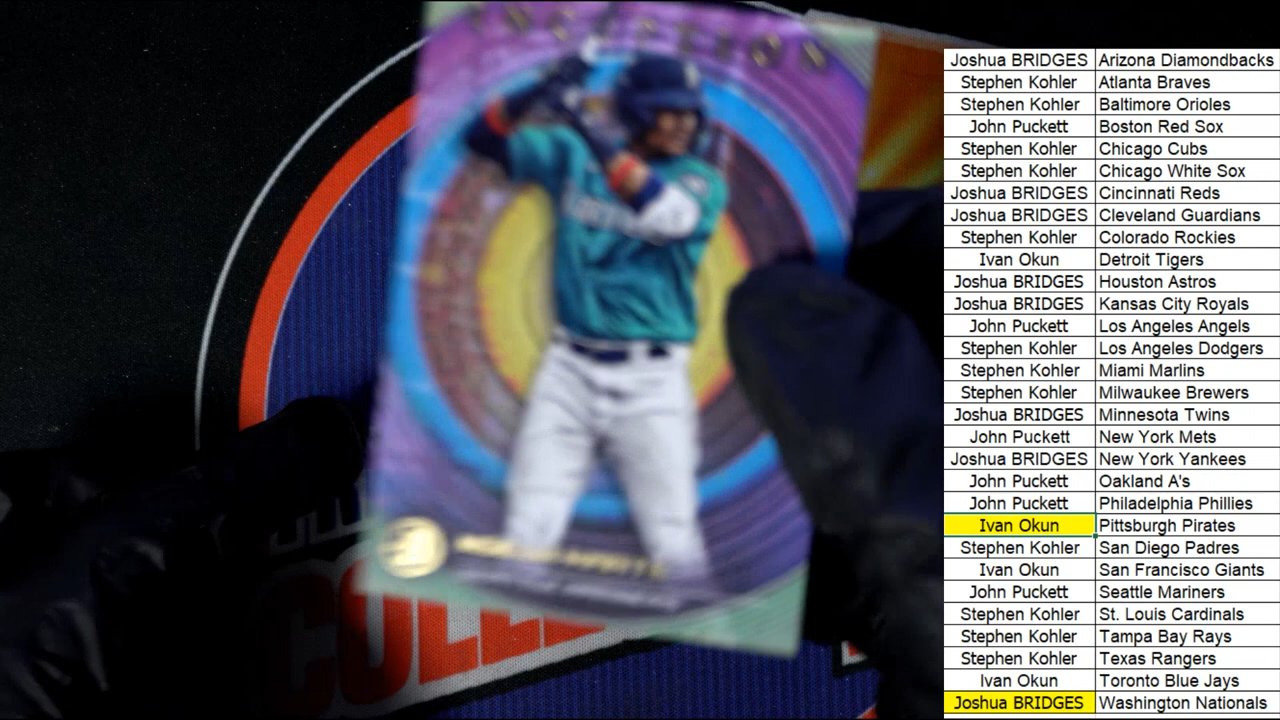 INCEPTION
Joshua BRIDGES Arizona Diamondbacks
Stephen Kohler Atlanta Braves
Stephen Kohler Baltimore Orioles
John Puckett Boston Red Sox
Stephen Kohler Chicago Cubs
Stephen Kohler Chicago White Sox
Joshua BRIDGES Cincinnati Reds
Joshua BRIDGES Cleveland Guardians
Stephen Kohler Colorado Rockies
Ivan Okun Detroit Tigers
Joshua BRIDGES Houston Astros
Joshua BRIDGES Kansas City Royals
John Puckett Los Angeles Angels
Stephen Kohler Los Angeles Dodgers
Stephen Kohler Miami Marlins
Stephen Kohler Milwaukee Brewers
Joshua BRIDGES Minnesota Twins
John Puckett New York Mets
Joshua BRIDGES New York Yankees
John Puckett Oakland A's
John Puckett Philadelphia Phillies
Ivan Okun Pittsburgh Pirates
Stephen Kohler San Diego Padres
Ivan Okun San Francisco Giants
John Puckett Seattle Mariners
Stephen Kohler St. Louis Cardinals
Stephen Kohler Tampa Bay Rays
Stephen Kohler Texas Rangers
Ivan Okun Toronto Blue Jays
Joshua BRIDGES Washington Nationals